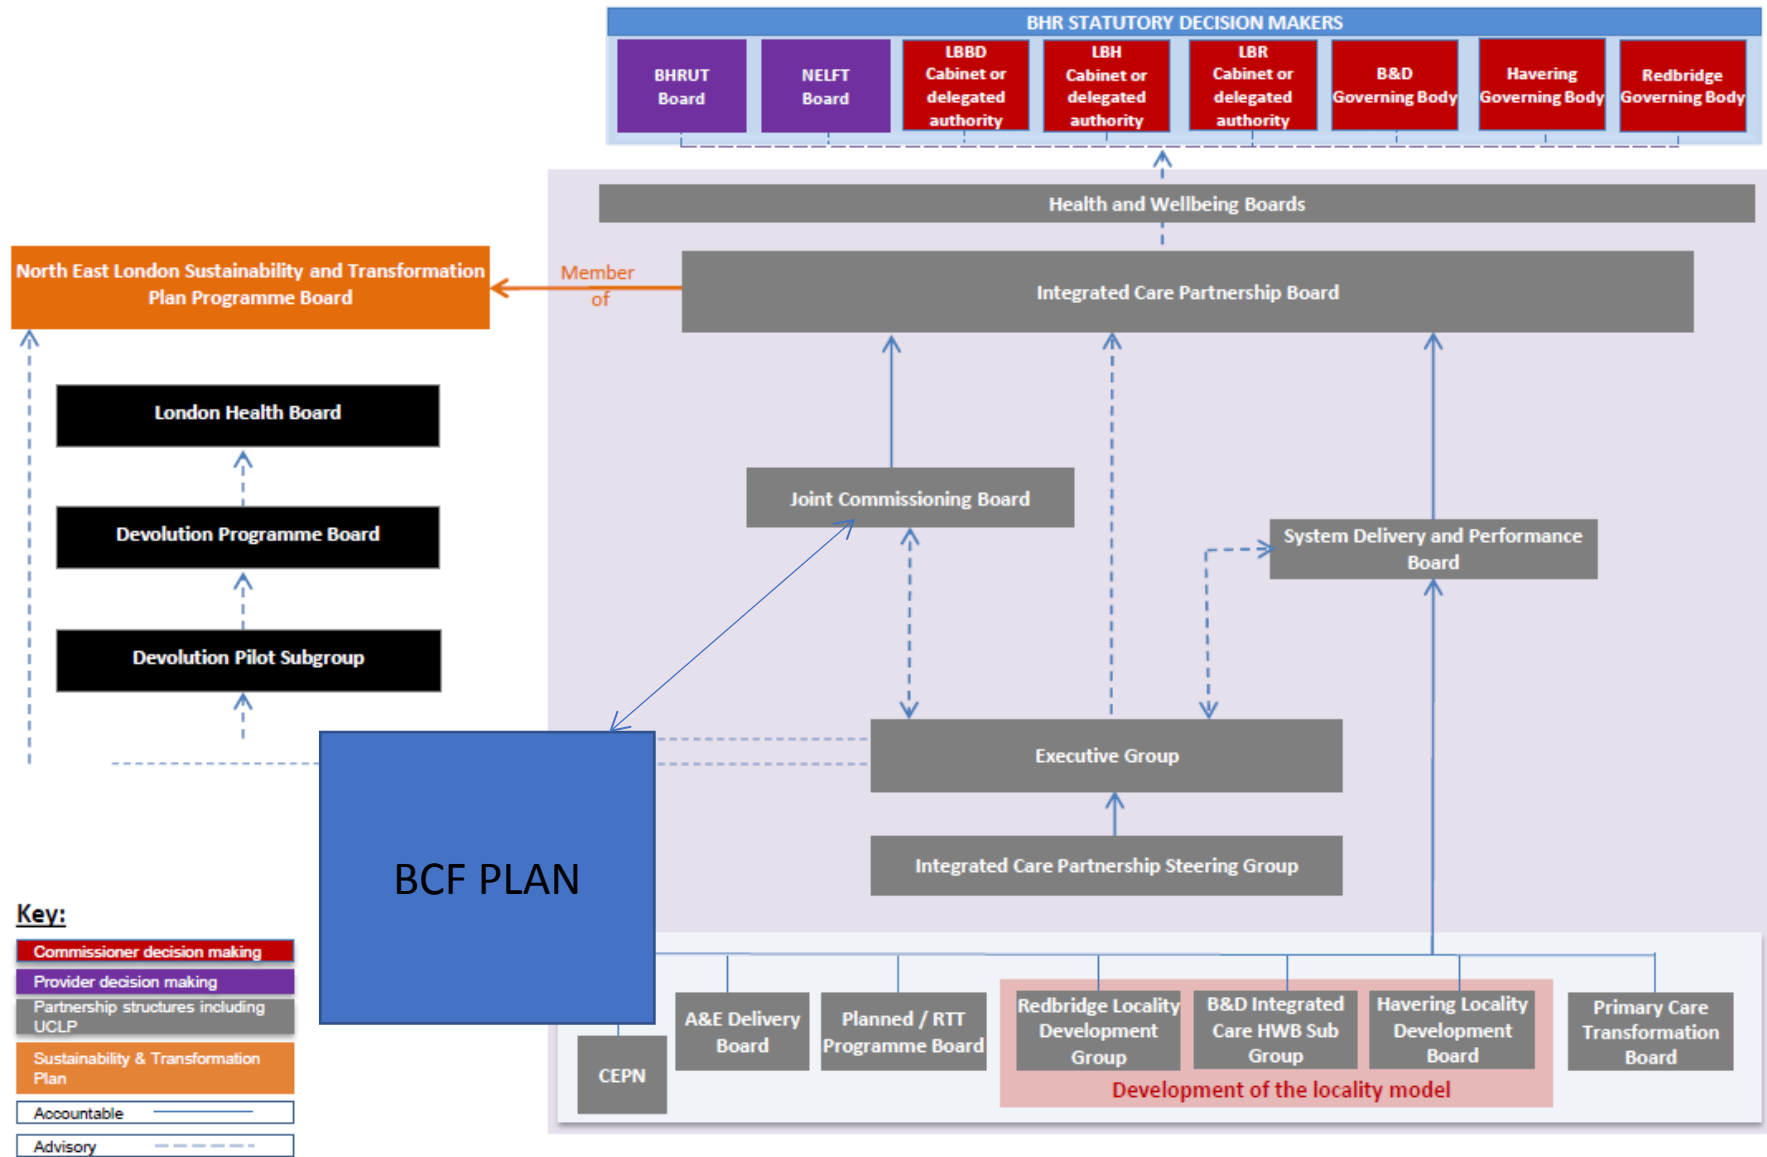 BHR STATUTORY DECISION MAKERS
BHRUT
Board
NELFT
Board
LBBD
Cabinet or
delegated
authority
LBH
Cabinet or
delegated
authority
LBR
Cabinet or
delegated
authority
B&D
Governing Body
Havering
Governing Body
Redbridge
Governing Body
Health and Wellbeing Boards
North East London Sustainability and Transformation
Plan Programme Board
Member
of
Integrated Care Partnership Board
London Health Board
Joint Commissioning Board
Devolution Programme Board
System Delivery and Performance
Board
Devolution Pilot Subgroup
Executive Group
BCF PLAN
Integrated Care Partnership Steering Group
CEPN
A&E Delivery
Board
Planned / RTT
Programme Board
Redbridge Locality
Development
Group
B&D Integrated
Care HWB Sub
Group
Havering Locality
Development
Board
Primary Care
Transformation
Board
Development of the locality model
Key:
Commissioner decision making
Provider decision making
Partnership structures including
UCLP
Sustainability & Transformation
Plan
Accountable
Advisory